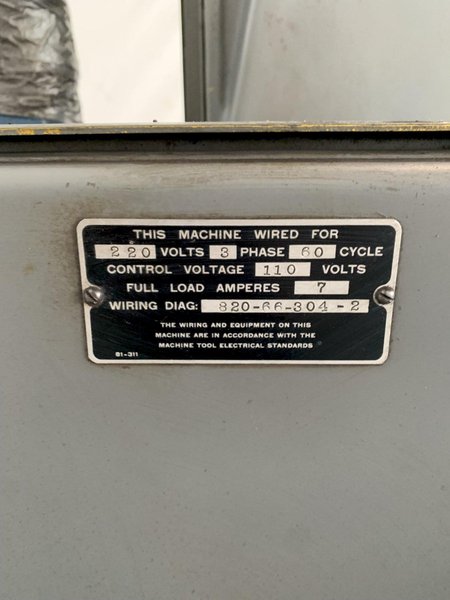 THIS MACHINE WIRED FOR
220 VOLTS 3 PHASE 60 CYCLE
CONTROL VOLTAGE 110 VOLTS
FULL LOAD AMPERES 7
WIRING DIAG: 820-66-304-2
THE WIRING AND EQUIPMENT ON THIS
MACHINE ARE IN ACCORDANCE WITH THE
MACHINE TOOL ELECTRICAL STANDARDS
81-311